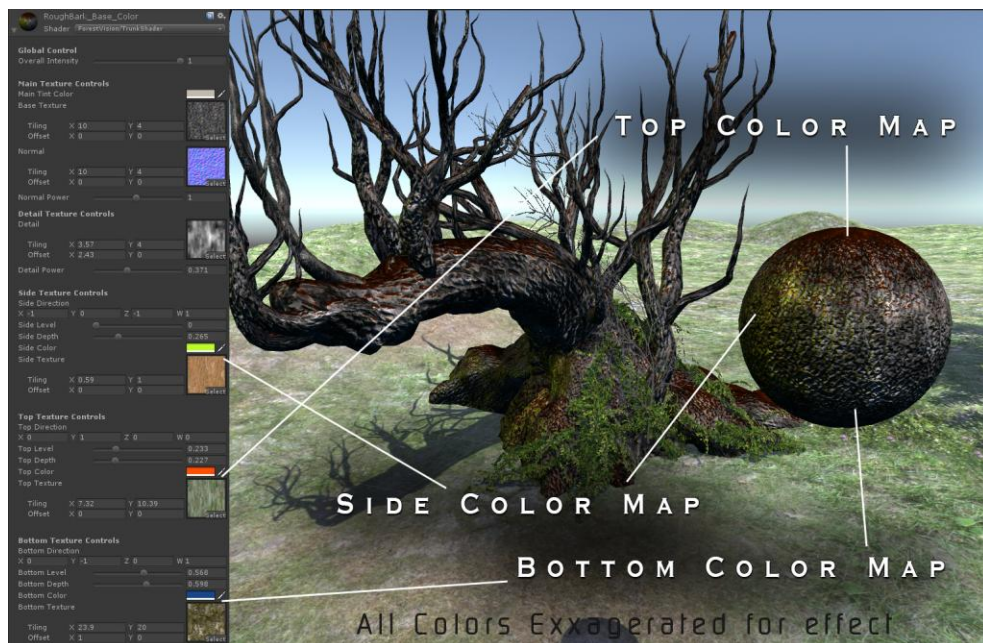 RoughBark_Base_Color
Shader ForestVision/TrunkShader
Global Control
Overall Intensity 1
Main Texture Controls
Main Tint Color
Base Texture
Tiling X 10 Y 4
Offset X 0 Y 0
Select
Normal
Tiling X 10 Y 4
Offset X 0 Y 0
Select
Normal Power 1
Detail Texture Controls
Detail
Tiling X 3.57 Y 4
Offset X 2.43 Y 0
Select
Detail Power 0.371
Side Texture Controls
Side Direction
X -1 Y 0 Z -1 W 1
Side Level 0
Side Depth 0.265
Side Color
Side Texture
Tiling X 0.59 Y 1
Offset X 0 Y 0
Select
Top Texture Controls
Top Direction
X 0 Y 1 Z 0 W 0
Top Level 0.233
Top Depth 0.227
Top Color
Top Texture
Tiling X 7.32 Y 10.39
Offset X 0 Y 0
Select
Bottom Texture Controls
Bottom Direction
X 0 Y -1 Z 0 W 1
Bottom Level 0.568
Bottom Depth 0.598
Bottom Color
Bottom Texture
Tiling X 23.9 Y 20
Offset X 1 Y 0
Select
TOP COLOR MAP
SIDE COLOR MAP
BOTTOM COLOR MAP
All Colors Exxagerated for effect